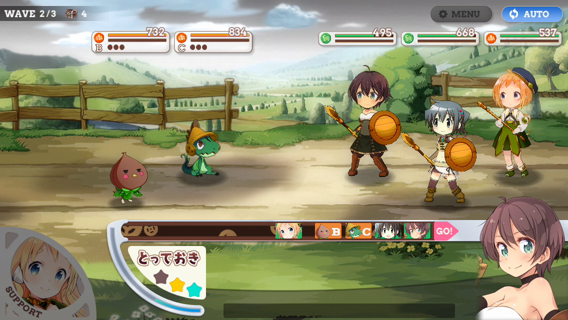 WAVE 2/3
4
MENU
AUTO
732
834
495
668
537
B
C
B
C
GO!
とっておき
SUPPORT